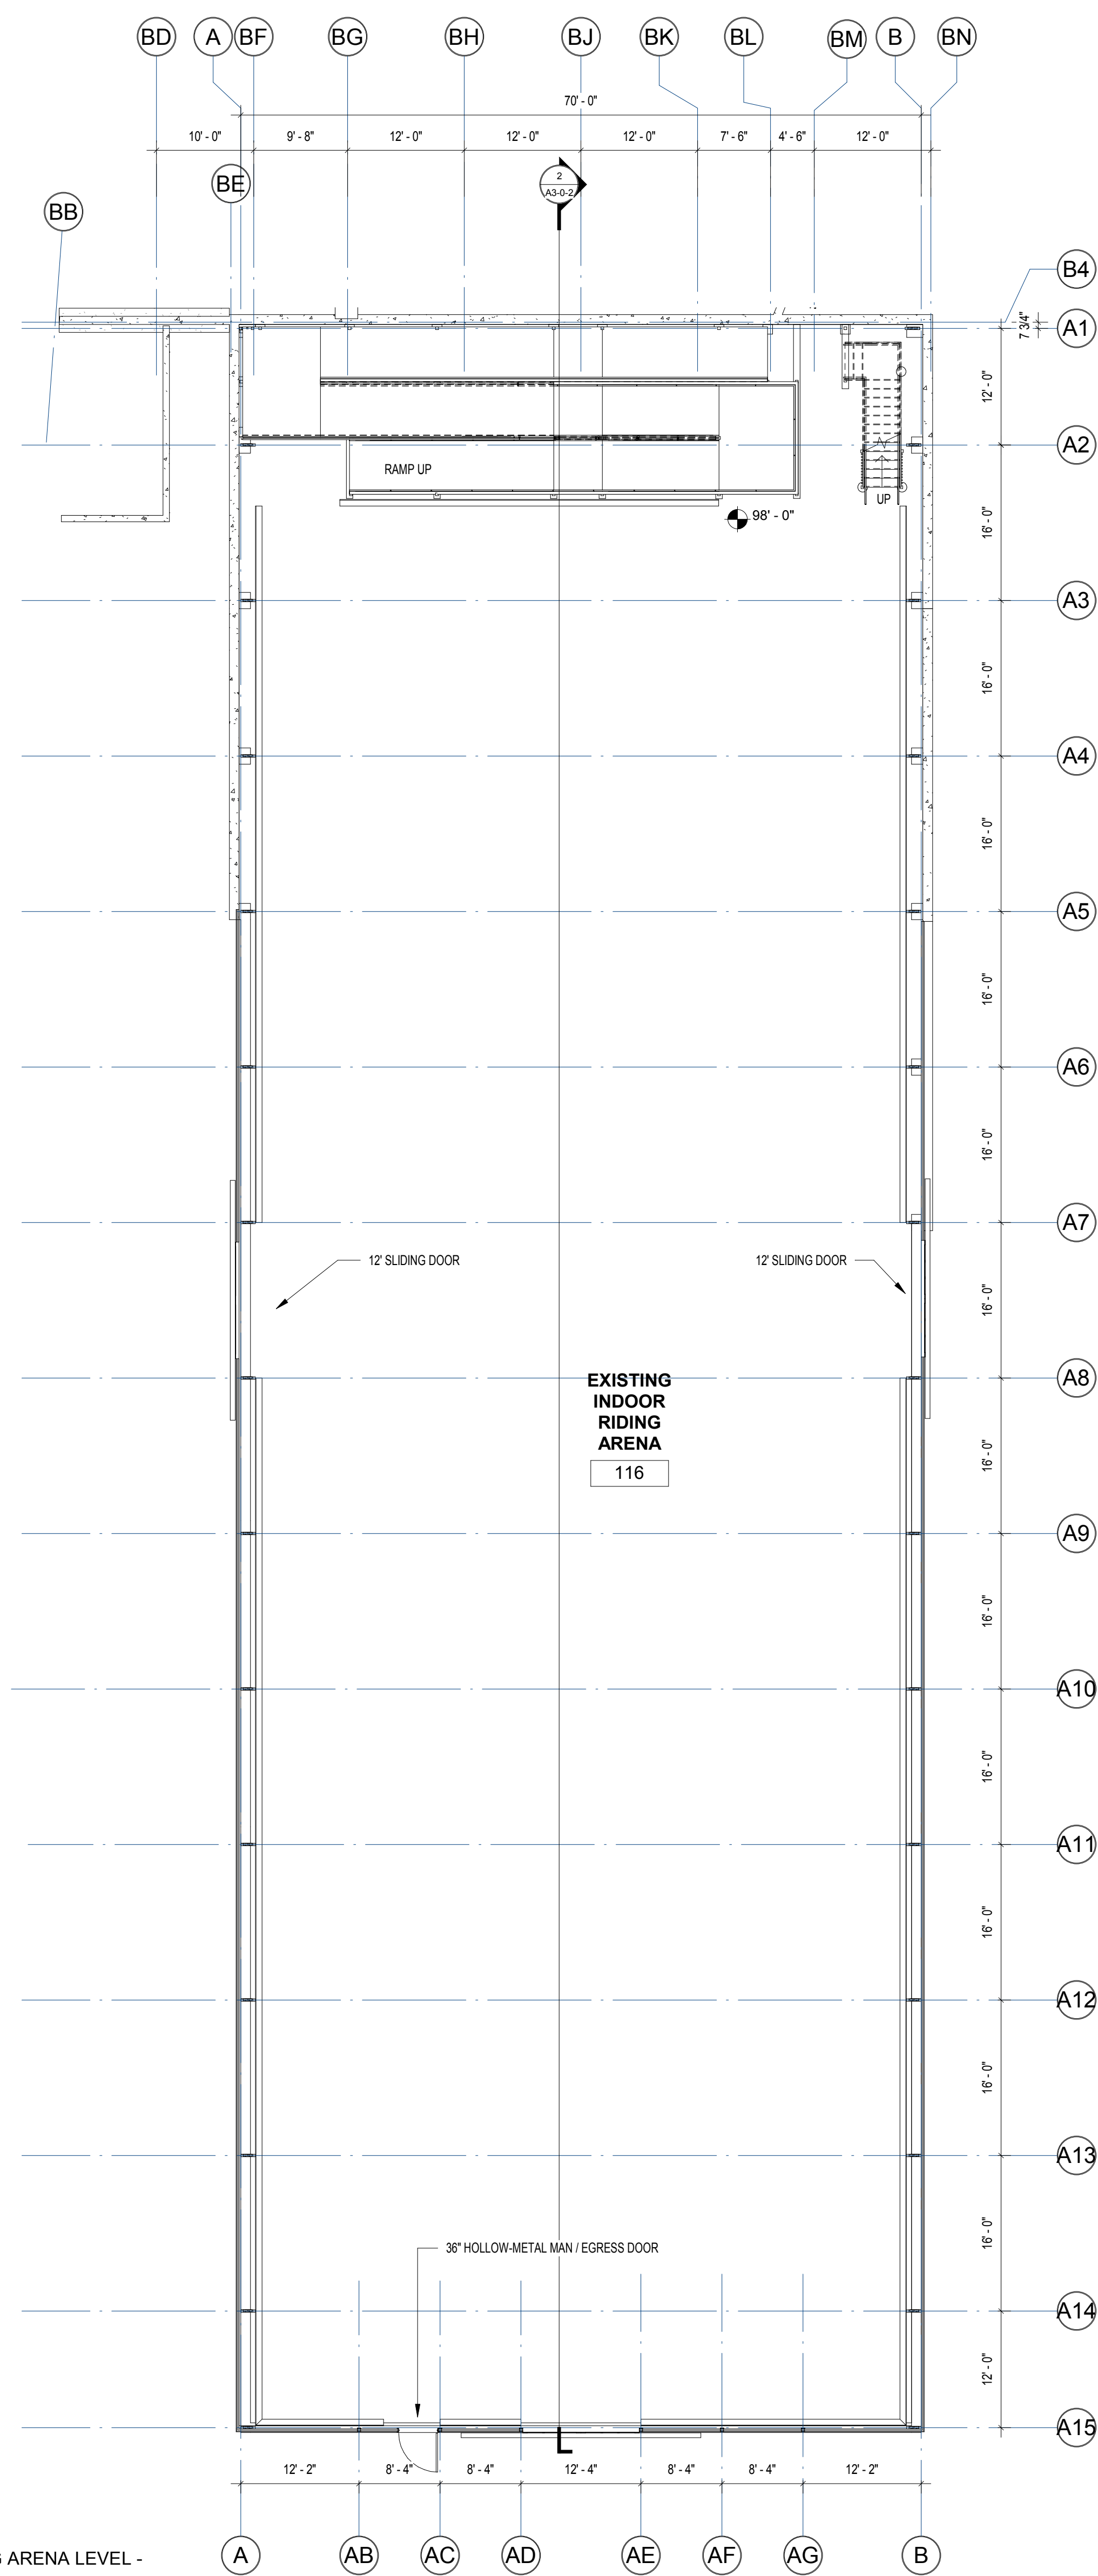 BD A BF BG BH BJ BK BL BM B BN
70' - 0"
10' - 0" 9' - 8" 12' - 0" 12' - 0" 12' - 0" 7' - 6" 4' - 6" 12' - 0"
BE
2
A3-0-2
BB
B4
A1
7 3/4"
12' - 0"
A2
RAMP UP
UP
98' - 0"
16' - 0"
A3
16' - 0"
A4
16' - 0"
A5
16' - 0"
A6
16' - 0"
A7
12' SLIDING DOOR
12' SLIDING DOOR
16' - 0"
A8
EXISTING
INDOOR
RIDING
ARENA
116
16' - 0"
A9
16' - 0"
A10
16' - 0"
A11
16' - 0"
A12
16' - 0"
A13
36" HOLLOW-METAL MAN / EGRESS DOOR
16' - 0"
A14
12' - 0"
A15
12' - 2" 8' - 4" 8' - 4" 12' - 4" 8' - 4" 8' - 4" 12' - 2"
A AB AC AD AE AF AG B
ARENA LEVEL -